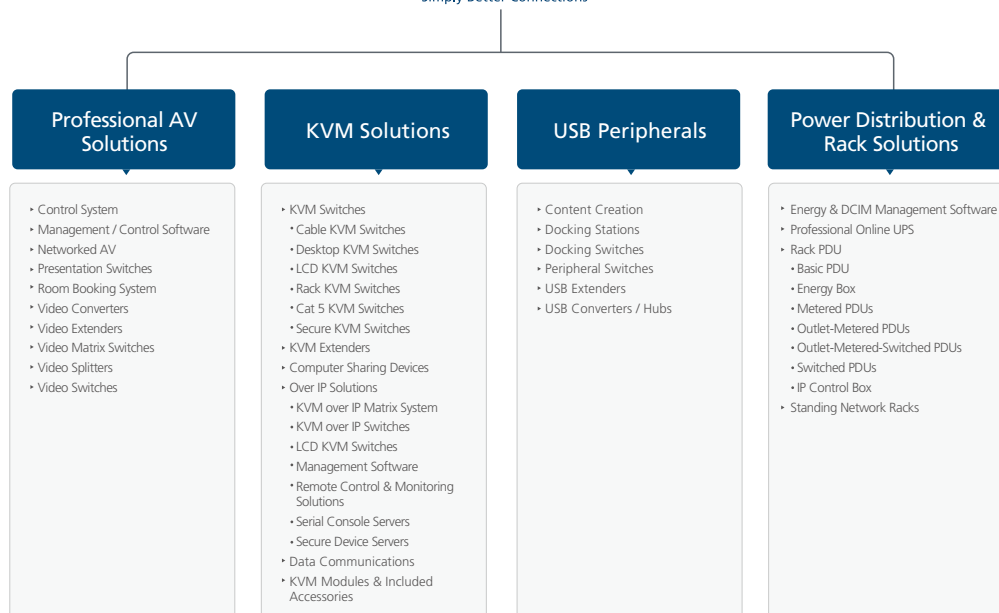 Simply Better Connections
Professional AV
Solutions
‣ Control System
‣ Management / Control Software
‣ Networked AV
‣ Presentation Switches
‣ Room Booking System
‣ Video Converters
‣ Video Extenders
‣ Video Matrix Switches
‣ Video Splitters
‣ Video Switches
KVM Solutions
‣ KVM Switches
• Cable KVM Switches
• Desktop KVM Switches
• LCD KVM Switches
• Rack KVM Switches
• Cat 5 KVM Switches
• Secure KVM Switches
‣ KVM Extenders
‣ Computer Sharing Devices
‣ Over IP Solutions
• KVM over IP Matrix System
• KVM over IP Switches
• LCD KVM Switches
• Management Software
• Remote Control & Monitoring
Solutions
• Serial Console Servers
• Secure Device Servers
‣ Data Communications
‣ KVM Modules & Included
Accessories
USB Peripherals
‣ Content Creation
‣ Docking Stations
‣ Docking Switches
‣ Peripheral Switches
‣ USB Extenders
‣ USB Converters / Hubs
Power Distribution &
Rack Solutions
‣ Energy & DCIM Management Software
‣ Professional Online UPS
‣ Rack PDU
• Basic PDU
• Energy Box
• Metered PDUs
• Outlet-Metered PDUs
• Outlet-Metered-Switched PDUs
• Switched PDUs
• IP Control Box
‣ Standing Network Racks